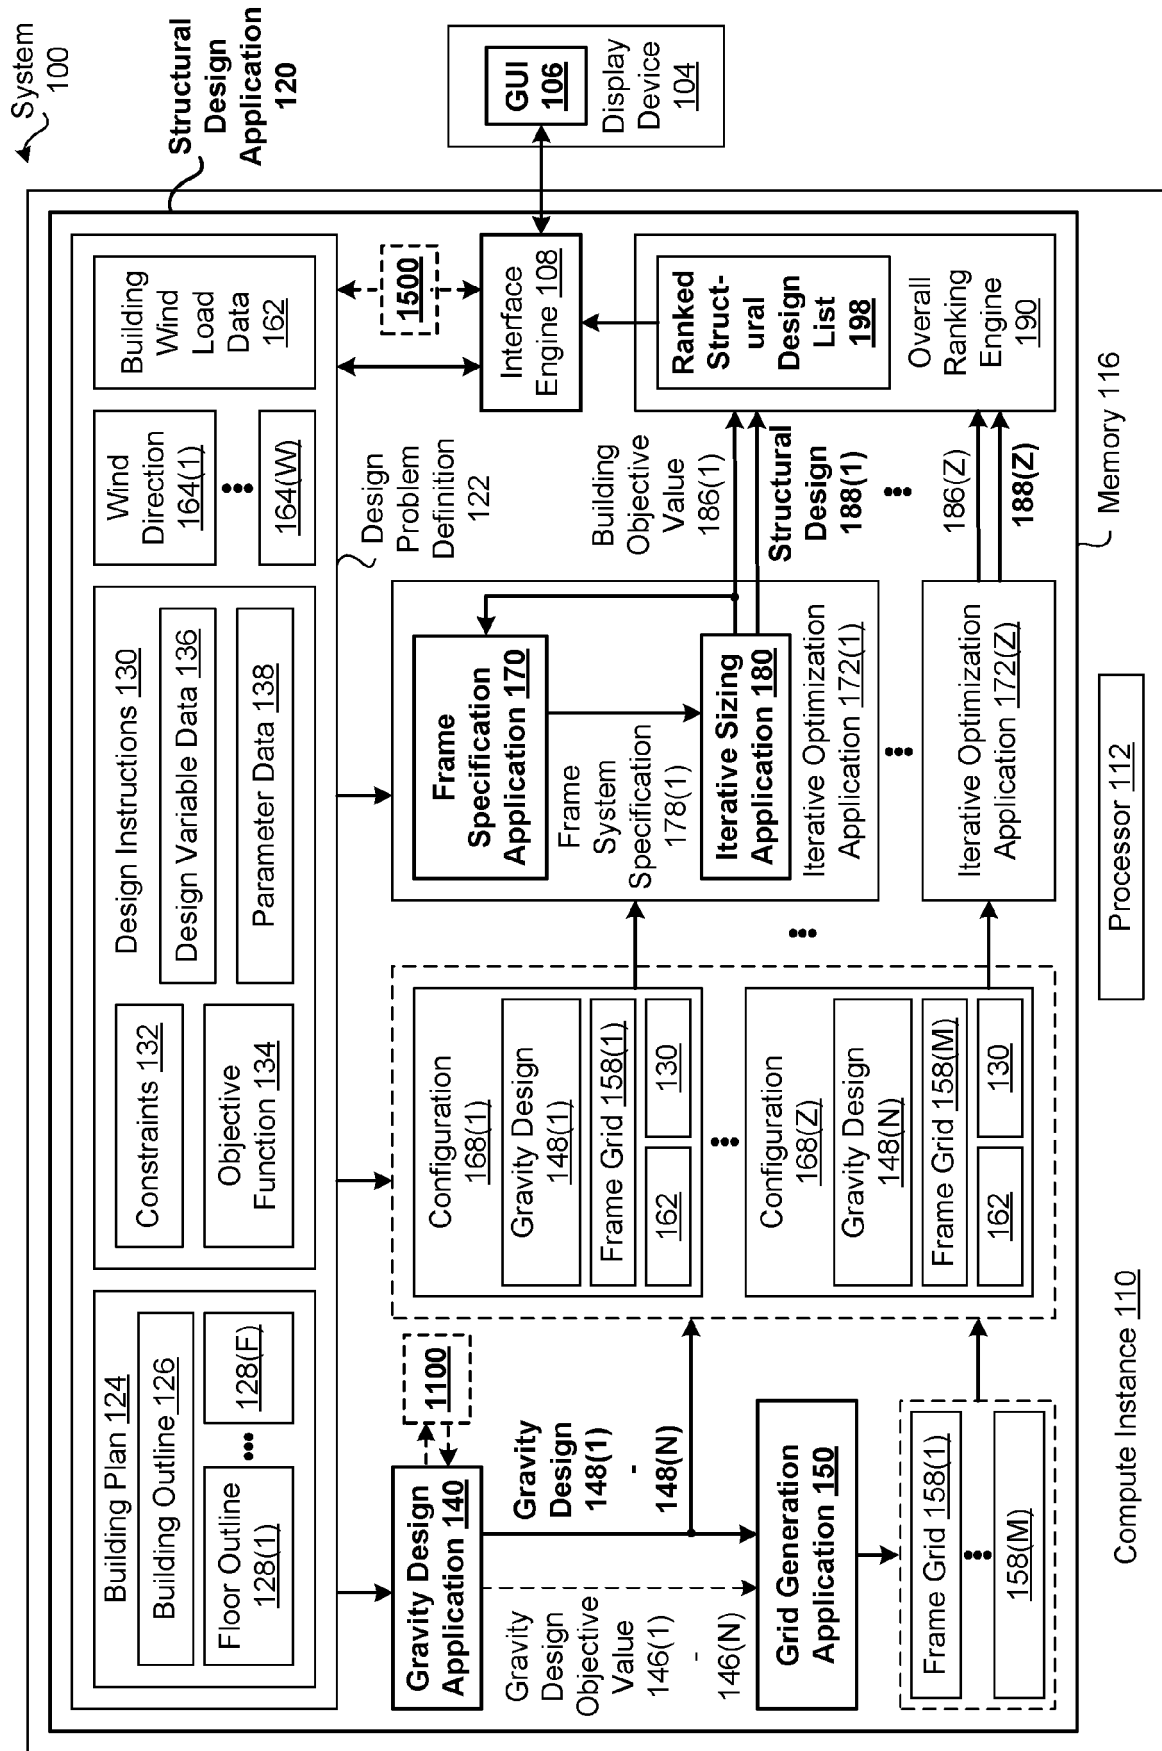 System
100
Structural
Design
Application
120
Building Plan 124
Building Outline 126
Floor Outline
128(1)
•••
128(F)
Constraints 132
Objective
Function 134
Design Instructions 130
Design Variable Data 136
Parameter Data 138
Wind
Direction
164(1)
•••
164(W)
Building
Wind
Load
Data
162
Design
Problem
Definition
122
1500
GUI
106
Display
Device
104
Interface
Engine 108
Gravity Design
Application 140
1100
Gravity
Design
Objective
Value
146(1)
-
146(N)
Gravity
Design
148(1)
-
148(N)
Grid Generation
Application 150
Frame Grid 158(1)
•••
158(M)
Configuration
168(1)
Gravity Design
148(1)
Frame Grid 158(1)
162
130
•••
Configuration
168(Z)
Gravity Design
148(N)
Frame Grid 158(M)
162
130
•••
Frame
Specification
Application 170
Frame
System
Specification
178(1)
Iterative Sizing
Application 180
Iterative Optimization
Application 172(1)
•••
Iterative Optimization
Application 172(Z)
Building
Objective
Value
186(1)
Structural
Design
188(1)
•••
186(Z)
188(Z)
Ranked
Struct-
ural
Design
List
198
Overall
Ranking
Engine
190
Memory 116
Processor 112
Compute Instance 110